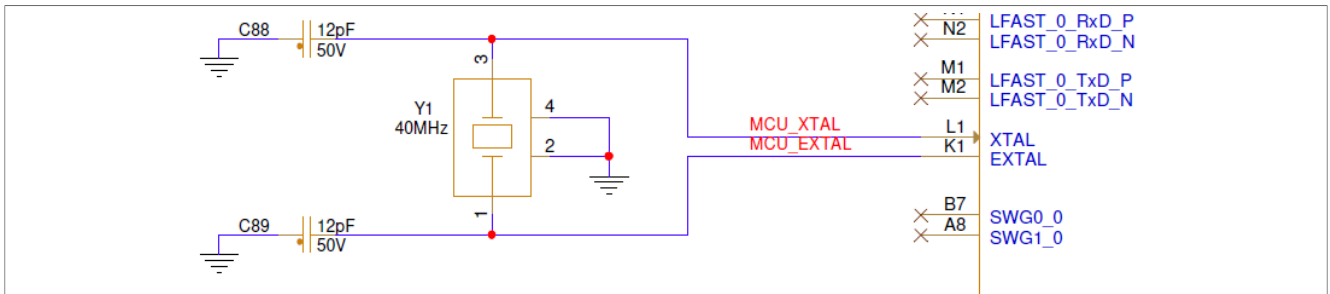 LFAST_0_RxD_P
N2
LFAST_0_RxD_N
C88
12pF
50V
3
M1
LFAST_0_TxD_P
M2
LFAST_0_TxD_N
Y1
40MHz
4
MCU_XTAL
L1
XTAL
2
MCU_EXTAL
K1
EXTAL
1
B7
SWG0_0
C89
12pF
50V
A8
SWG1_0